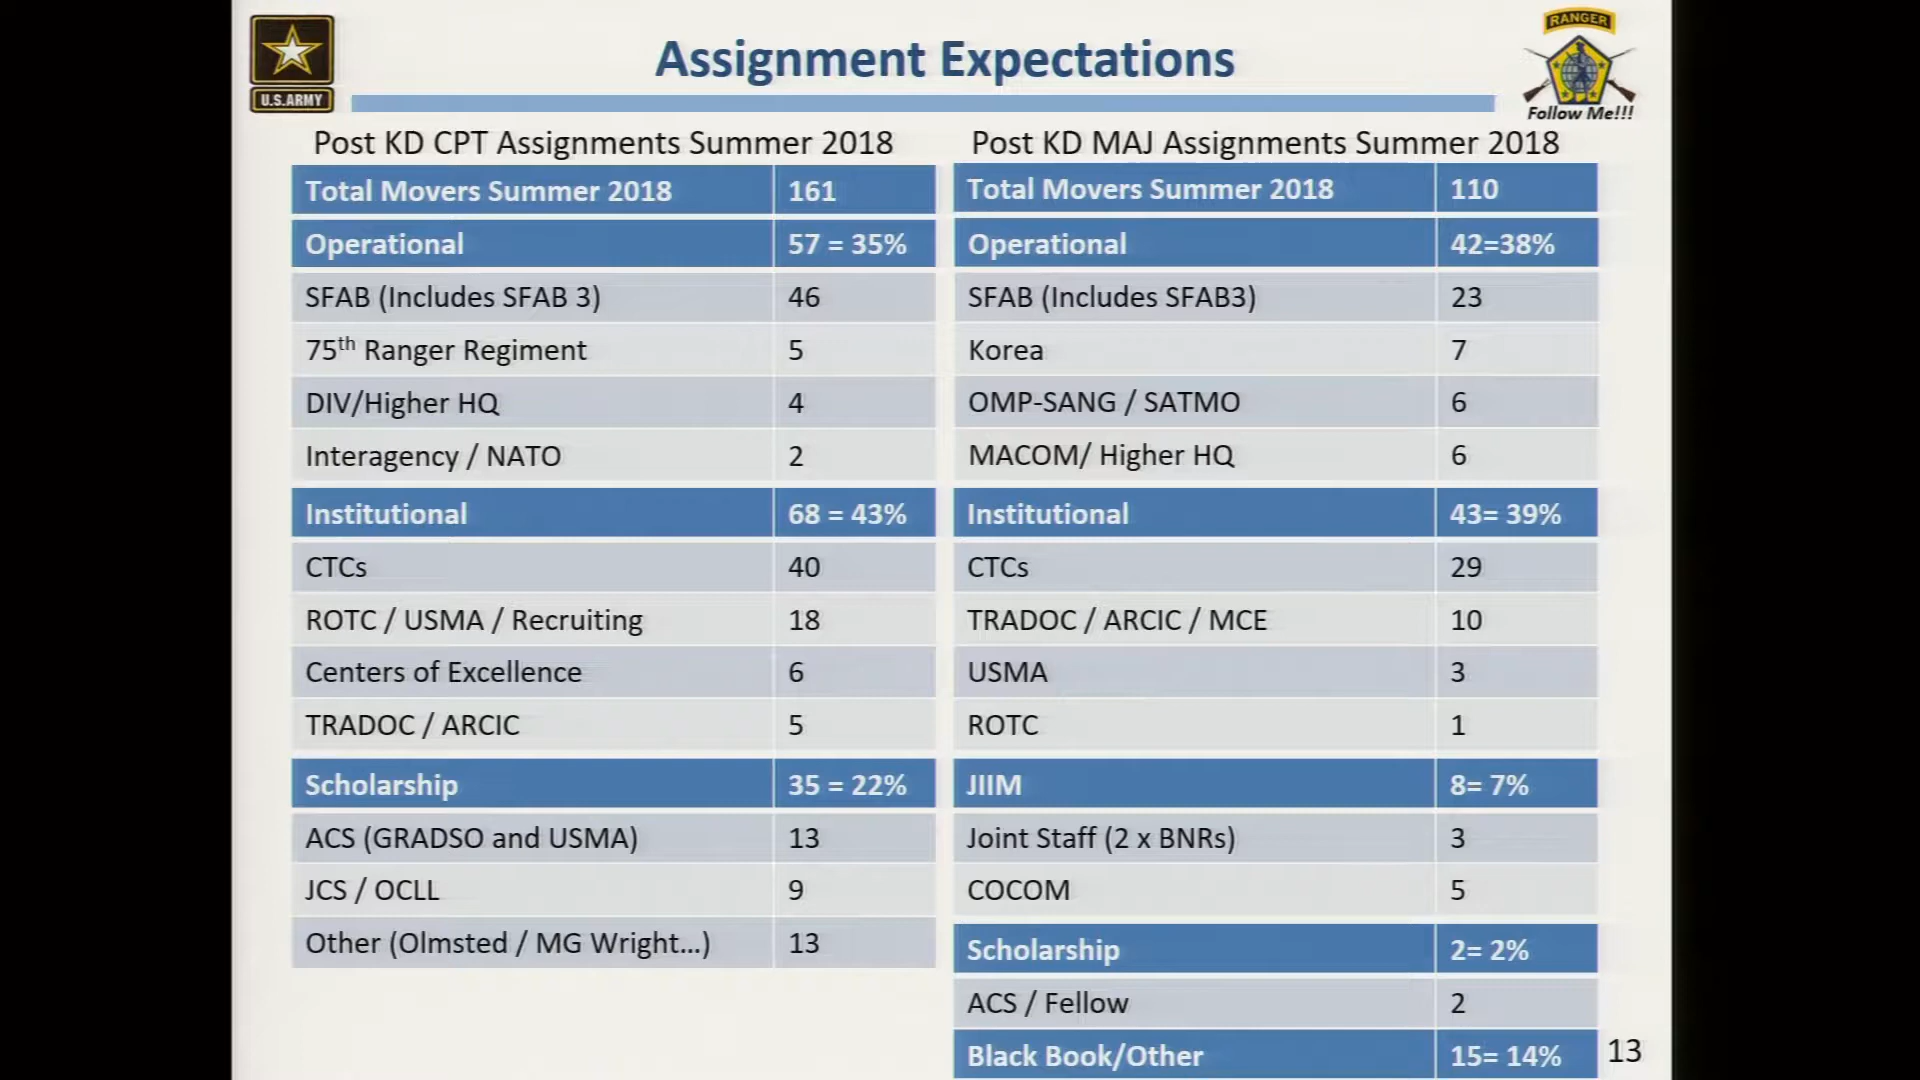 Assignment Expectations
U.S.ARMY
RANGER
Follow Me!!!
Post KD CPT Assignments Summer 2018
Total Movers Summer 2018 161
Operational 57 = 35%
SFAB (Includes SFAB 3) 46
75th Ranger Regiment 5
DIV/Higher HQ 4
Interagency / NATO 2
Institutional 68 = 43%
CTCs 40
ROTC / USMA / Recruiting 18
Centers of Excellence 6
TRADOC / ARCIC 5
Scholarship 35 = 22%
ACS (GRADSO and USMA) 13
JCS / OCLL 9
Other (Olmsted / MG Wright...) 13
Post KD MAJ Assignments Summer 2018
Total Movers Summer 2018 110
Operational 42=38%
SFAB (Includes SFAB3) 23
Korea 7
OMP-SANG / SATMO 6
MACOM/ Higher HQ 6
Institutional 43= 39%
CTCs 29
TRADOC / ARCIC / MCE 10
USMA 3
ROTC 1
JIIM 8= 7%
Joint Staff (2 x BNRs) 3
COCOM 5
Scholarship 2= 2%
ACS / Fellow 2
Black Book/Other 15= 14%
13